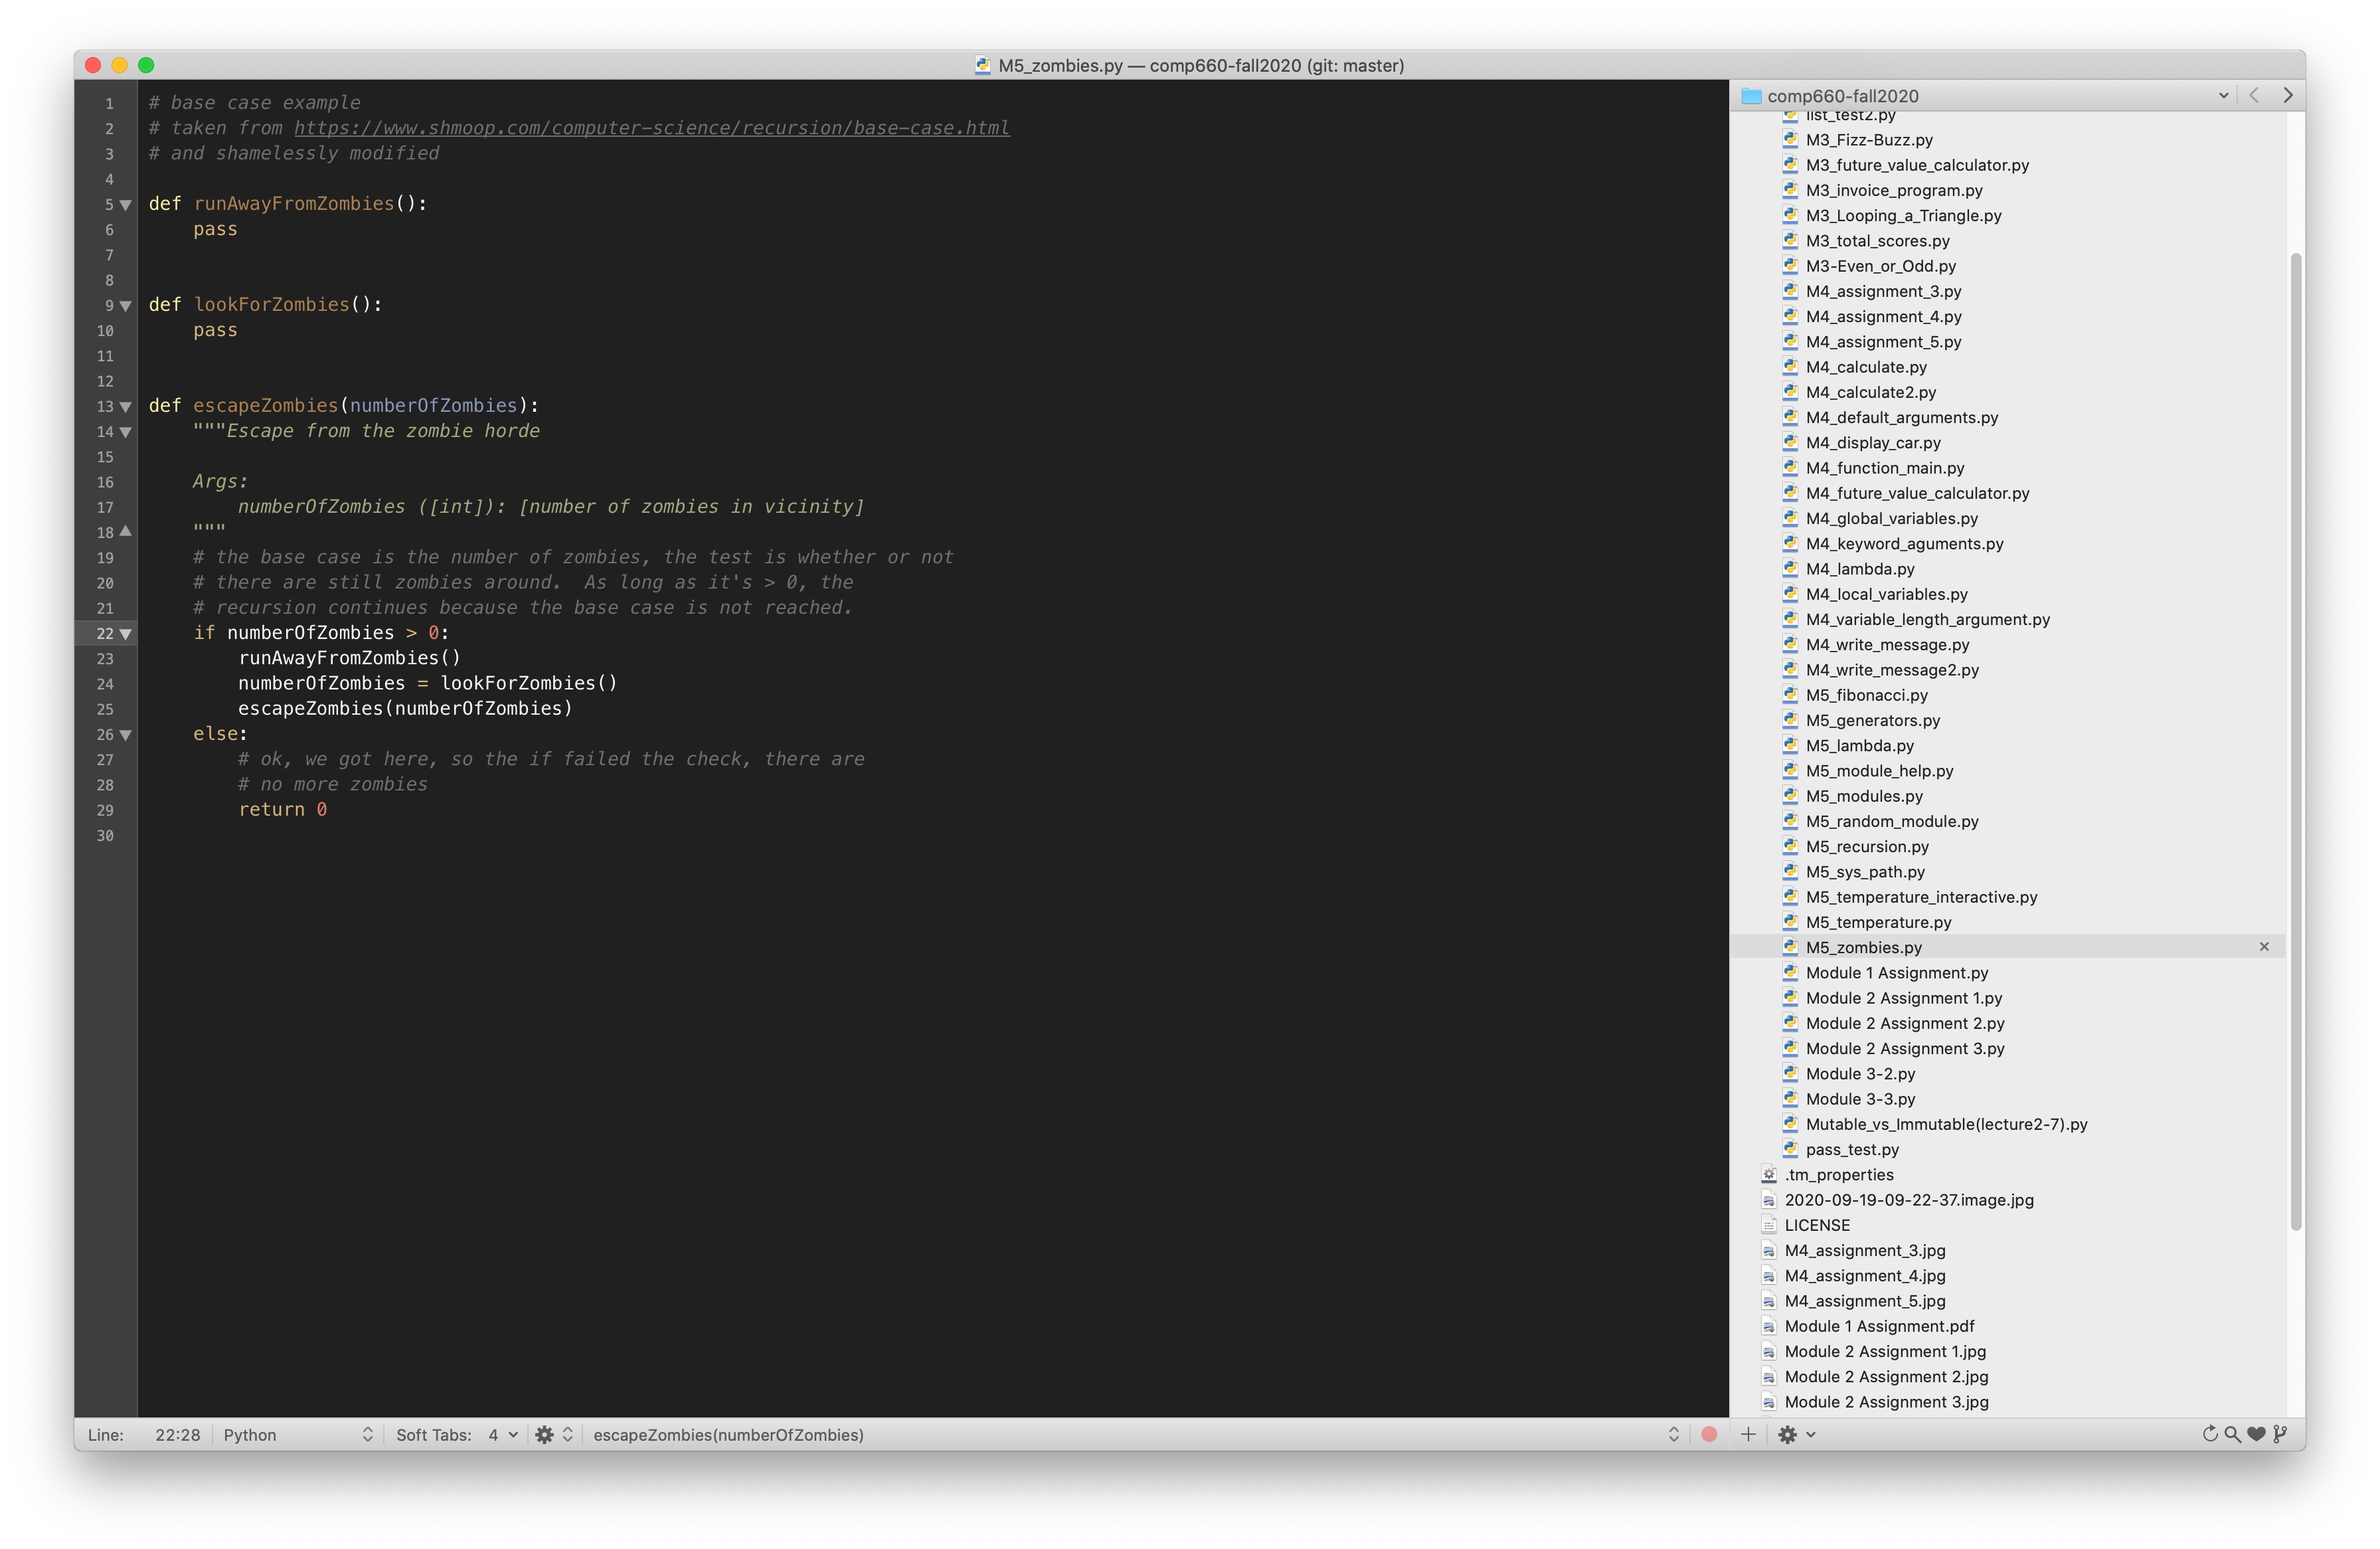 M5_zombies.py — comp660-fall2020 (git: master)
1 # base case example
2 # taken from https://www.shmoop.com/computer-science/recursion/base-case.html
3 # and shamelessly modified
4
5 def runAwayFromZombies():
6     pass
7
8
9 def lookForZombies():
10     pass
11
12
13 def escapeZombies(numberOfZombies):
14     """Escape from the zombie horde
15
16     Args:
17         numberOfZombies ([int]): [number of zombies in vicinity]
18     """
19     # the base case is the number of zombies, the test is whether or not
20     # there are still zombies around.  As long as it's > 0, the
21     # recursion continues because the base case is not reached.
22     if numberOfZombies > 0:
23         runAwayFromZombies()
24         numberOfZombies = lookForZombies()
25         escapeZombies(numberOfZombies)
26     else:
27         # ok, we got here, so the if failed the check, there are
28         # no more zombies
29         return 0
30
Line: 22:28 Python Soft Tabs: 4 escapeZombies(numberOfZombies)
comp660-fall2020
list_test2.py
M3_Fizz-Buzz.py
M3_future_value_calculator.py
M3_invoice_program.py
M3_Looping_a_Triangle.py
M3_total_scores.py
M3-Even_or_Odd.py
M4_assignment_3.py
M4_assignment_4.py
M4_assignment_5.py
M4_calculate.py
M4_calculate2.py
M4_default_arguments.py
M4_display_car.py
M4_function_main.py
M4_future_value_calculator.py
M4_global_variables.py
M4_keyword_aguments.py
M4_lambda.py
M4_local_variables.py
M4_variable_length_argument.py
M4_write_message.py
M4_write_message2.py
M5_fibonacci.py
M5_generators.py
M5_lambda.py
M5_module_help.py
M5_modules.py
M5_random_module.py
M5_recursion.py
M5_sys_path.py
M5_temperature_interactive.py
M5_temperature.py
M5_zombies.py
Module 1 Assignment.py
Module 2 Assignment 1.py
Module 2 Assignment 2.py
Module 2 Assignment 3.py
Module 3-2.py
Module 3-3.py
Mutable_vs_Immutable(lecture2-7).py
pass_test.py
.tm_properties
2020-09-19-09-22-37.image.jpg
LICENSE
M4_assignment_3.jpg
M4_assignment_4.jpg
M4_assignment_5.jpg
Module 1 Assignment.pdf
Module 2 Assignment 1.jpg
Module 2 Assignment 2.jpg
Module 2 Assignment 3.jpg